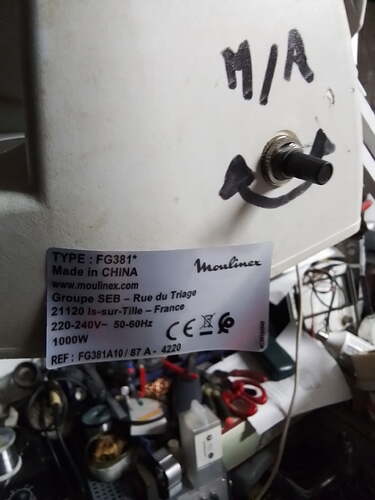 M/A
TYPE : FG381*
Made in CHINA
Moulinex
www.moulinex.com
Groupe SEB – Rue du Triage
21120 Is-sur-Tille – France
220-240V~ 50-60Hz
1000W
CE
REF : FG381A10 / 87 A - 4220